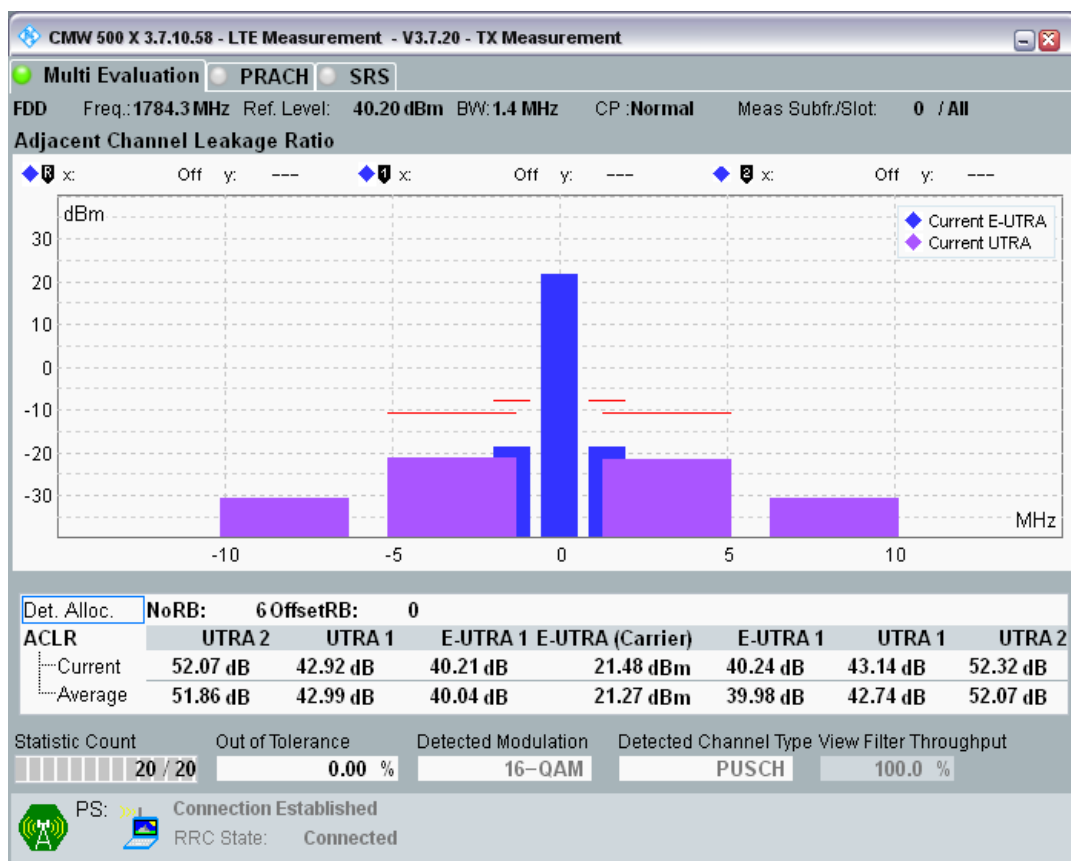 CMW 500 X 3.7.10.58 - LTE Measurement - V3.7.20 - TX Measurement
Multi Evaluation PRACH SRS
FDD Freq.: 1784.3 MHz Ref. Level: 40.20 dBm BW: 1.4 MHz CP :Normal Meas Subfr./Slot: 0 / All
Adjacent Channel Leakage Ratio
R x: Off y: --- 1 x: Off y: --- 2 x: Off y: ---
dBm
Current E-UTRA
Current UTRA
30
20
10
0
-10
-20
-30
MHz
-10 -5 0 5 10
Det. Alloc. NoRB: 6 OffsetRB: 0
ACLR UTRA 2 UTRA 1 E-UTRA 1 E-UTRA (Carrier) E-UTRA 1 UTRA 1 UTRA 2
Current 52.07 dB 42.92 dB 40.21 dB 21.48 dBm 40.24 dB 43.14 dB 52.32 dB
Average 51.86 dB 42.99 dB 40.04 dB 21.27 dBm 39.98 dB 42.74 dB 52.07 dB
Statistic Count Out of Tolerance Detected Modulation Detected Channel Type View Filter Throughput
20 / 20 0.00 % 16-QAM PUSCH 100.0 %
PS: Connection Established
RRC State: Connected